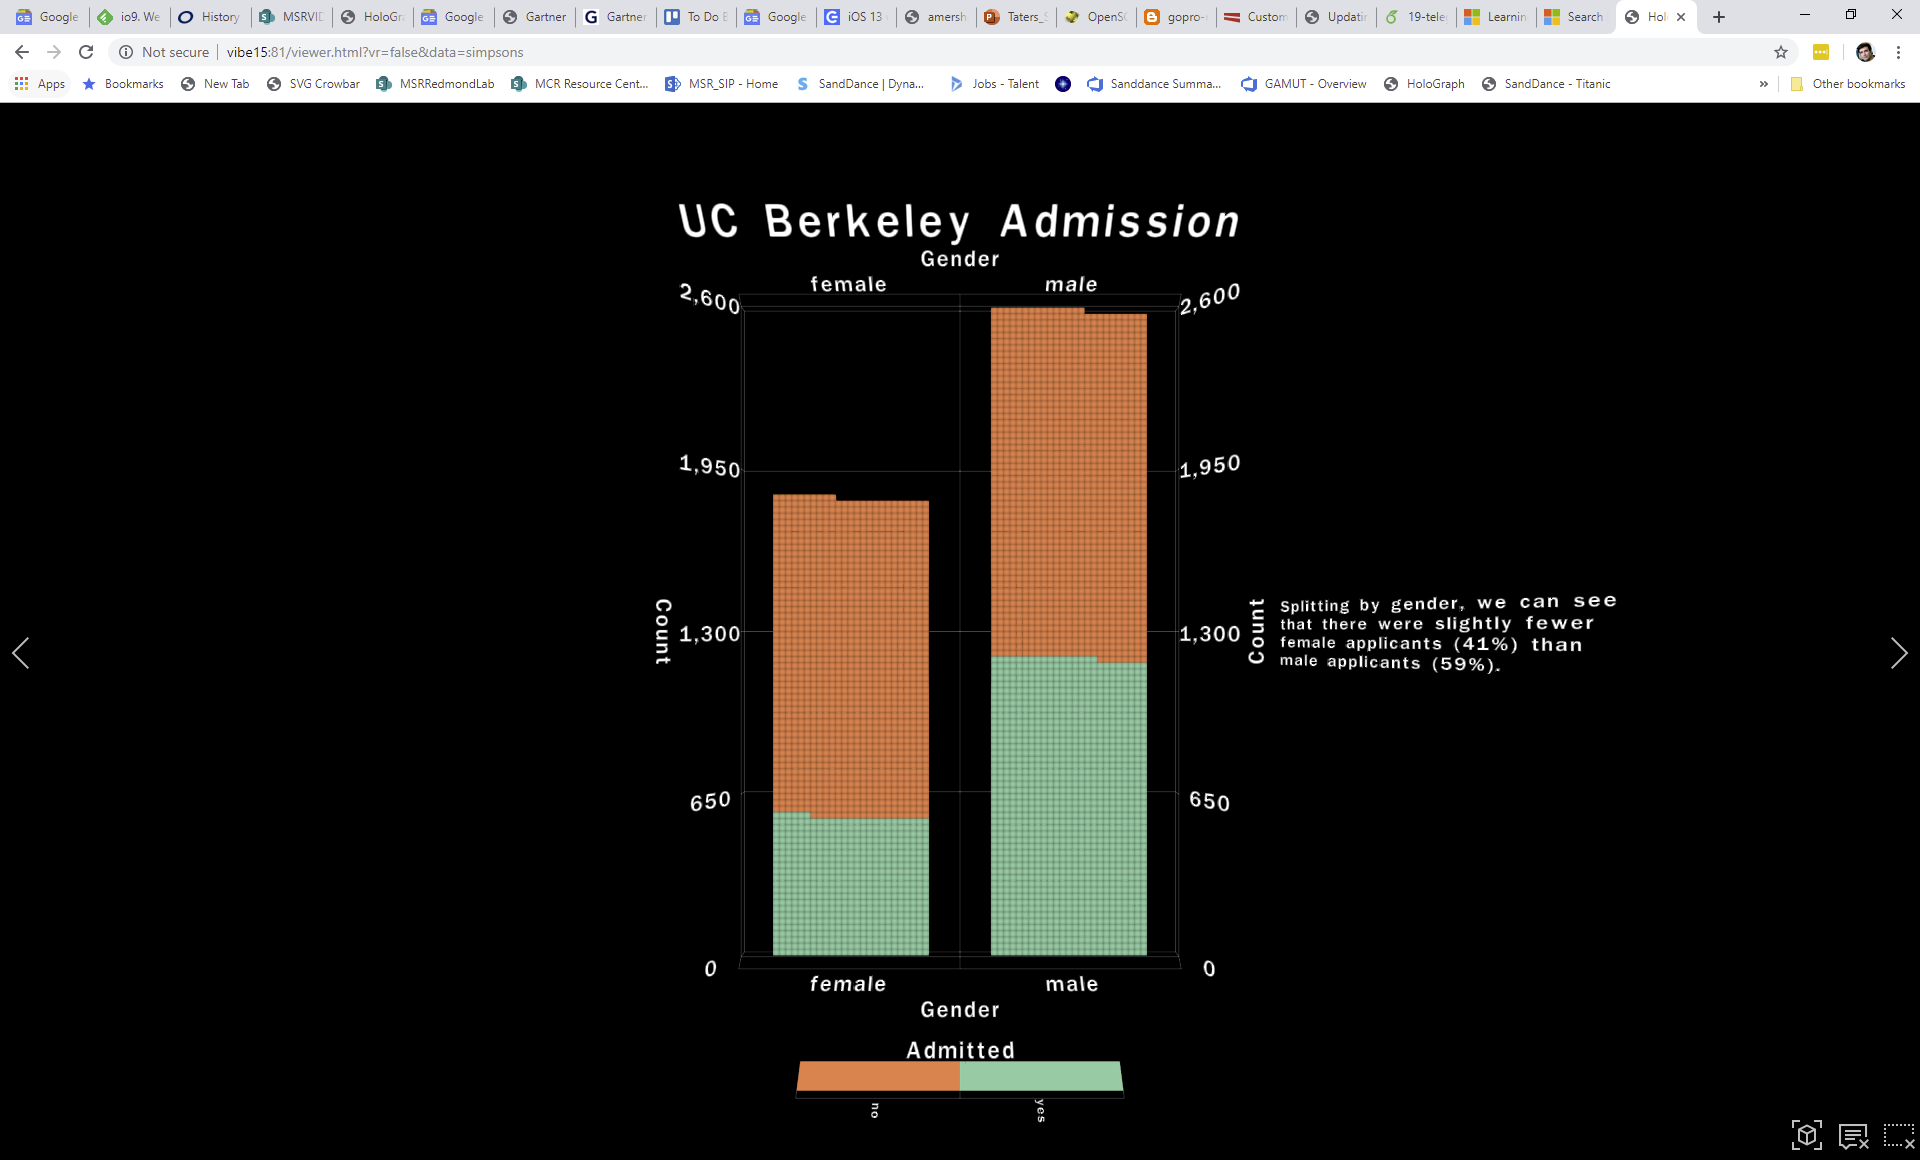 Google
io9. We
History
MSRVID
HoloGr
Google
Gartner
Gartner
To Do
Google
iOS 13
amersh
Taters_
OpenSC
gopro-
Custom
Updatin
19-tele
Learnin
Search
Hol
Not secure
vibe15:81/viewer.html?vr=false&data=simpsons
Apps
Bookmarks
New Tab
SVG Crowbar
MSRRedmondLab
MCR Resource Cent...
MSR_SIP - Home
SandDance | Dyna...
Jobs - Talent
Sanddance Summa...
GAMUT - Overview
HoloGraph
SandDance - Titanic
»
Other bookmarks
UC Berkeley Admission
Gender
female male
2,600 2,600
1,950 1,950
1,300 1,300
650 650
0 0
Count
Count
Splitting by gender, we can see
that there were slightly fewer
female applicants (41%) than
male applicants (59%).
female male
Gender
Admitted
no yes